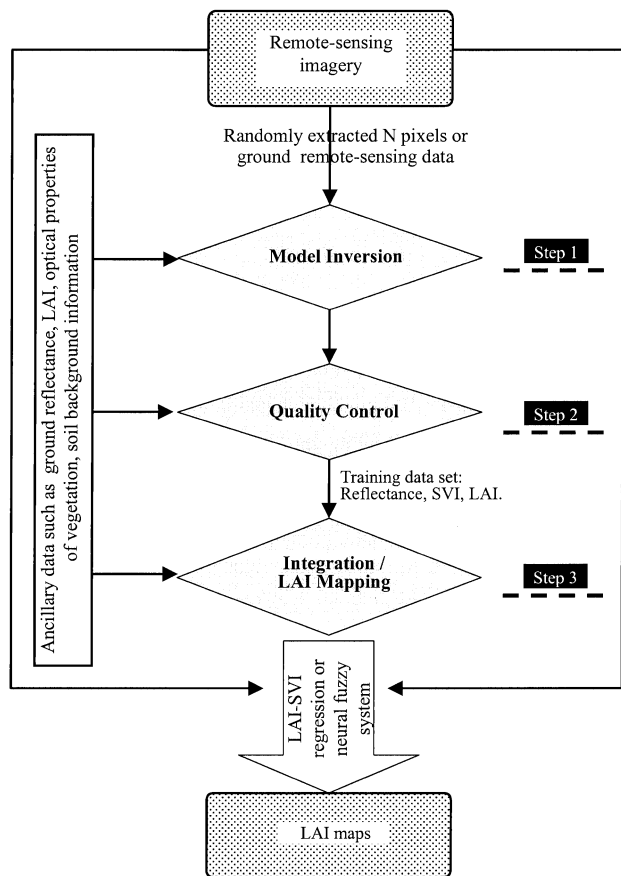 Remote-sensing
imagery
Randomly extracted N pixels or
ground remote-sensing data
Ancillary data such as ground reflectance, LAI, optical properties
of vegetation, soil background information
Model Inversion
Step 1
Quality Control
Step 2
Training data set:
Reflectance, SVI, LAI.
Integration /
LAI Mapping
Step 3
LAI-SVI
regression or
neural fuzzy
system
LAI maps